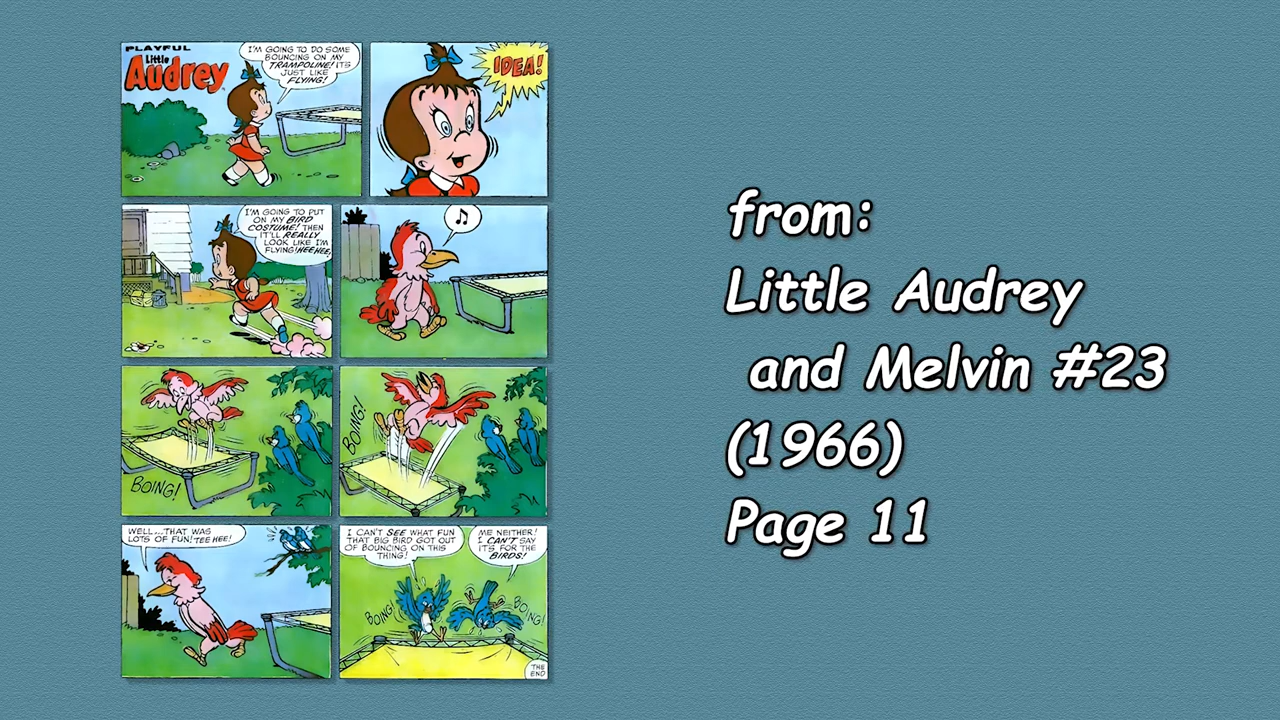 PLAYFUL
Little
Audrey
I'M GOING TO DO SOME
BOUNCING ON MY
TRAMPOLINE! IT'S
JUST LIKE
FLYING!
IDEA!
I'M GOING TO PUT
ON MY BIRD
COSTUME! THEN
IT'LL REALLY
LOOK LIKE I'M
FLYING! HEE HEE!
BOING!
BOING!
WELL...THAT WAS
LOTS OF FUN! TEE HEE!
I CAN'T SEE WHAT FUN
THAT BIG BIRD GOT OUT
OF BOUNCING ON THIS
THING!
ME NEITHER!
I CAN'T SAY
IT'S FOR THE
BIRDS!
BOING!
BOING!
THE
END
from:
Little Audrey
and Melvin #23
(1966)
Page 11